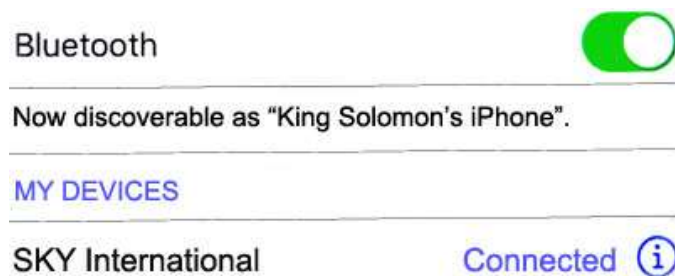 Bluetooth
Now discoverable as “King Solomon’s iPhone”.
MY DEVICES
SKY International Connected